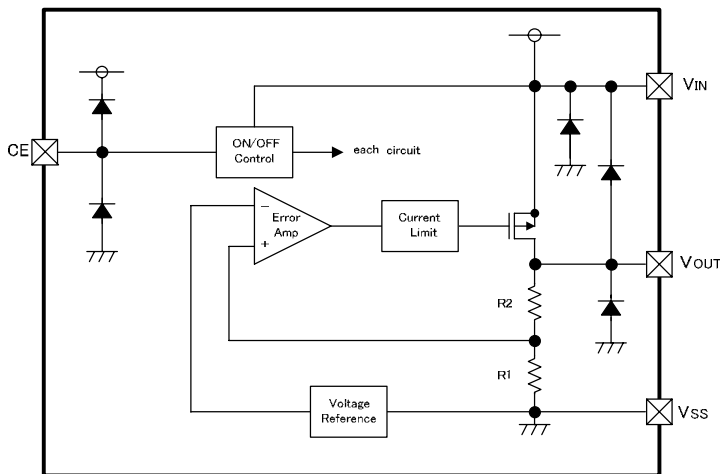 VIN
CE
ON/OFF
Control
each circuit
−
Error
Amp
+
Current
Limit
VOUT
R2
R1
Voltage
Reference
VSS